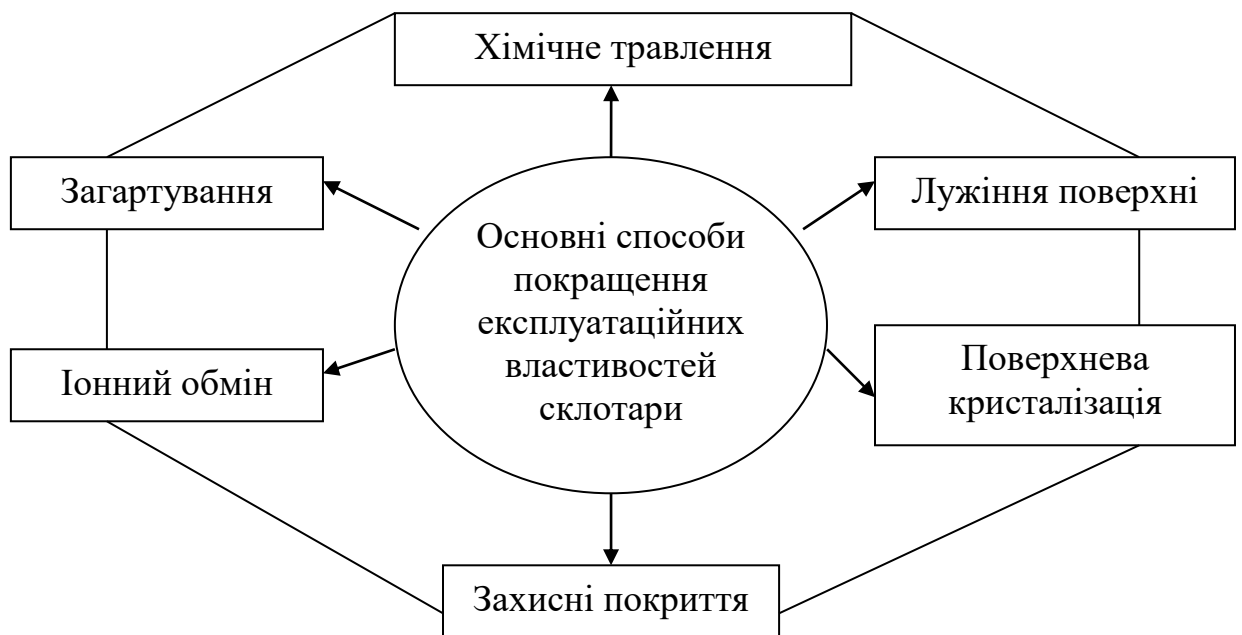 Хімічне травлення
Загартування
Лужіння поверхні
Основні способи
покращення
експлуатаційних
властивостей
склотари
Іонний обмін
Поверхнева
кристалізація
Захисні покриття